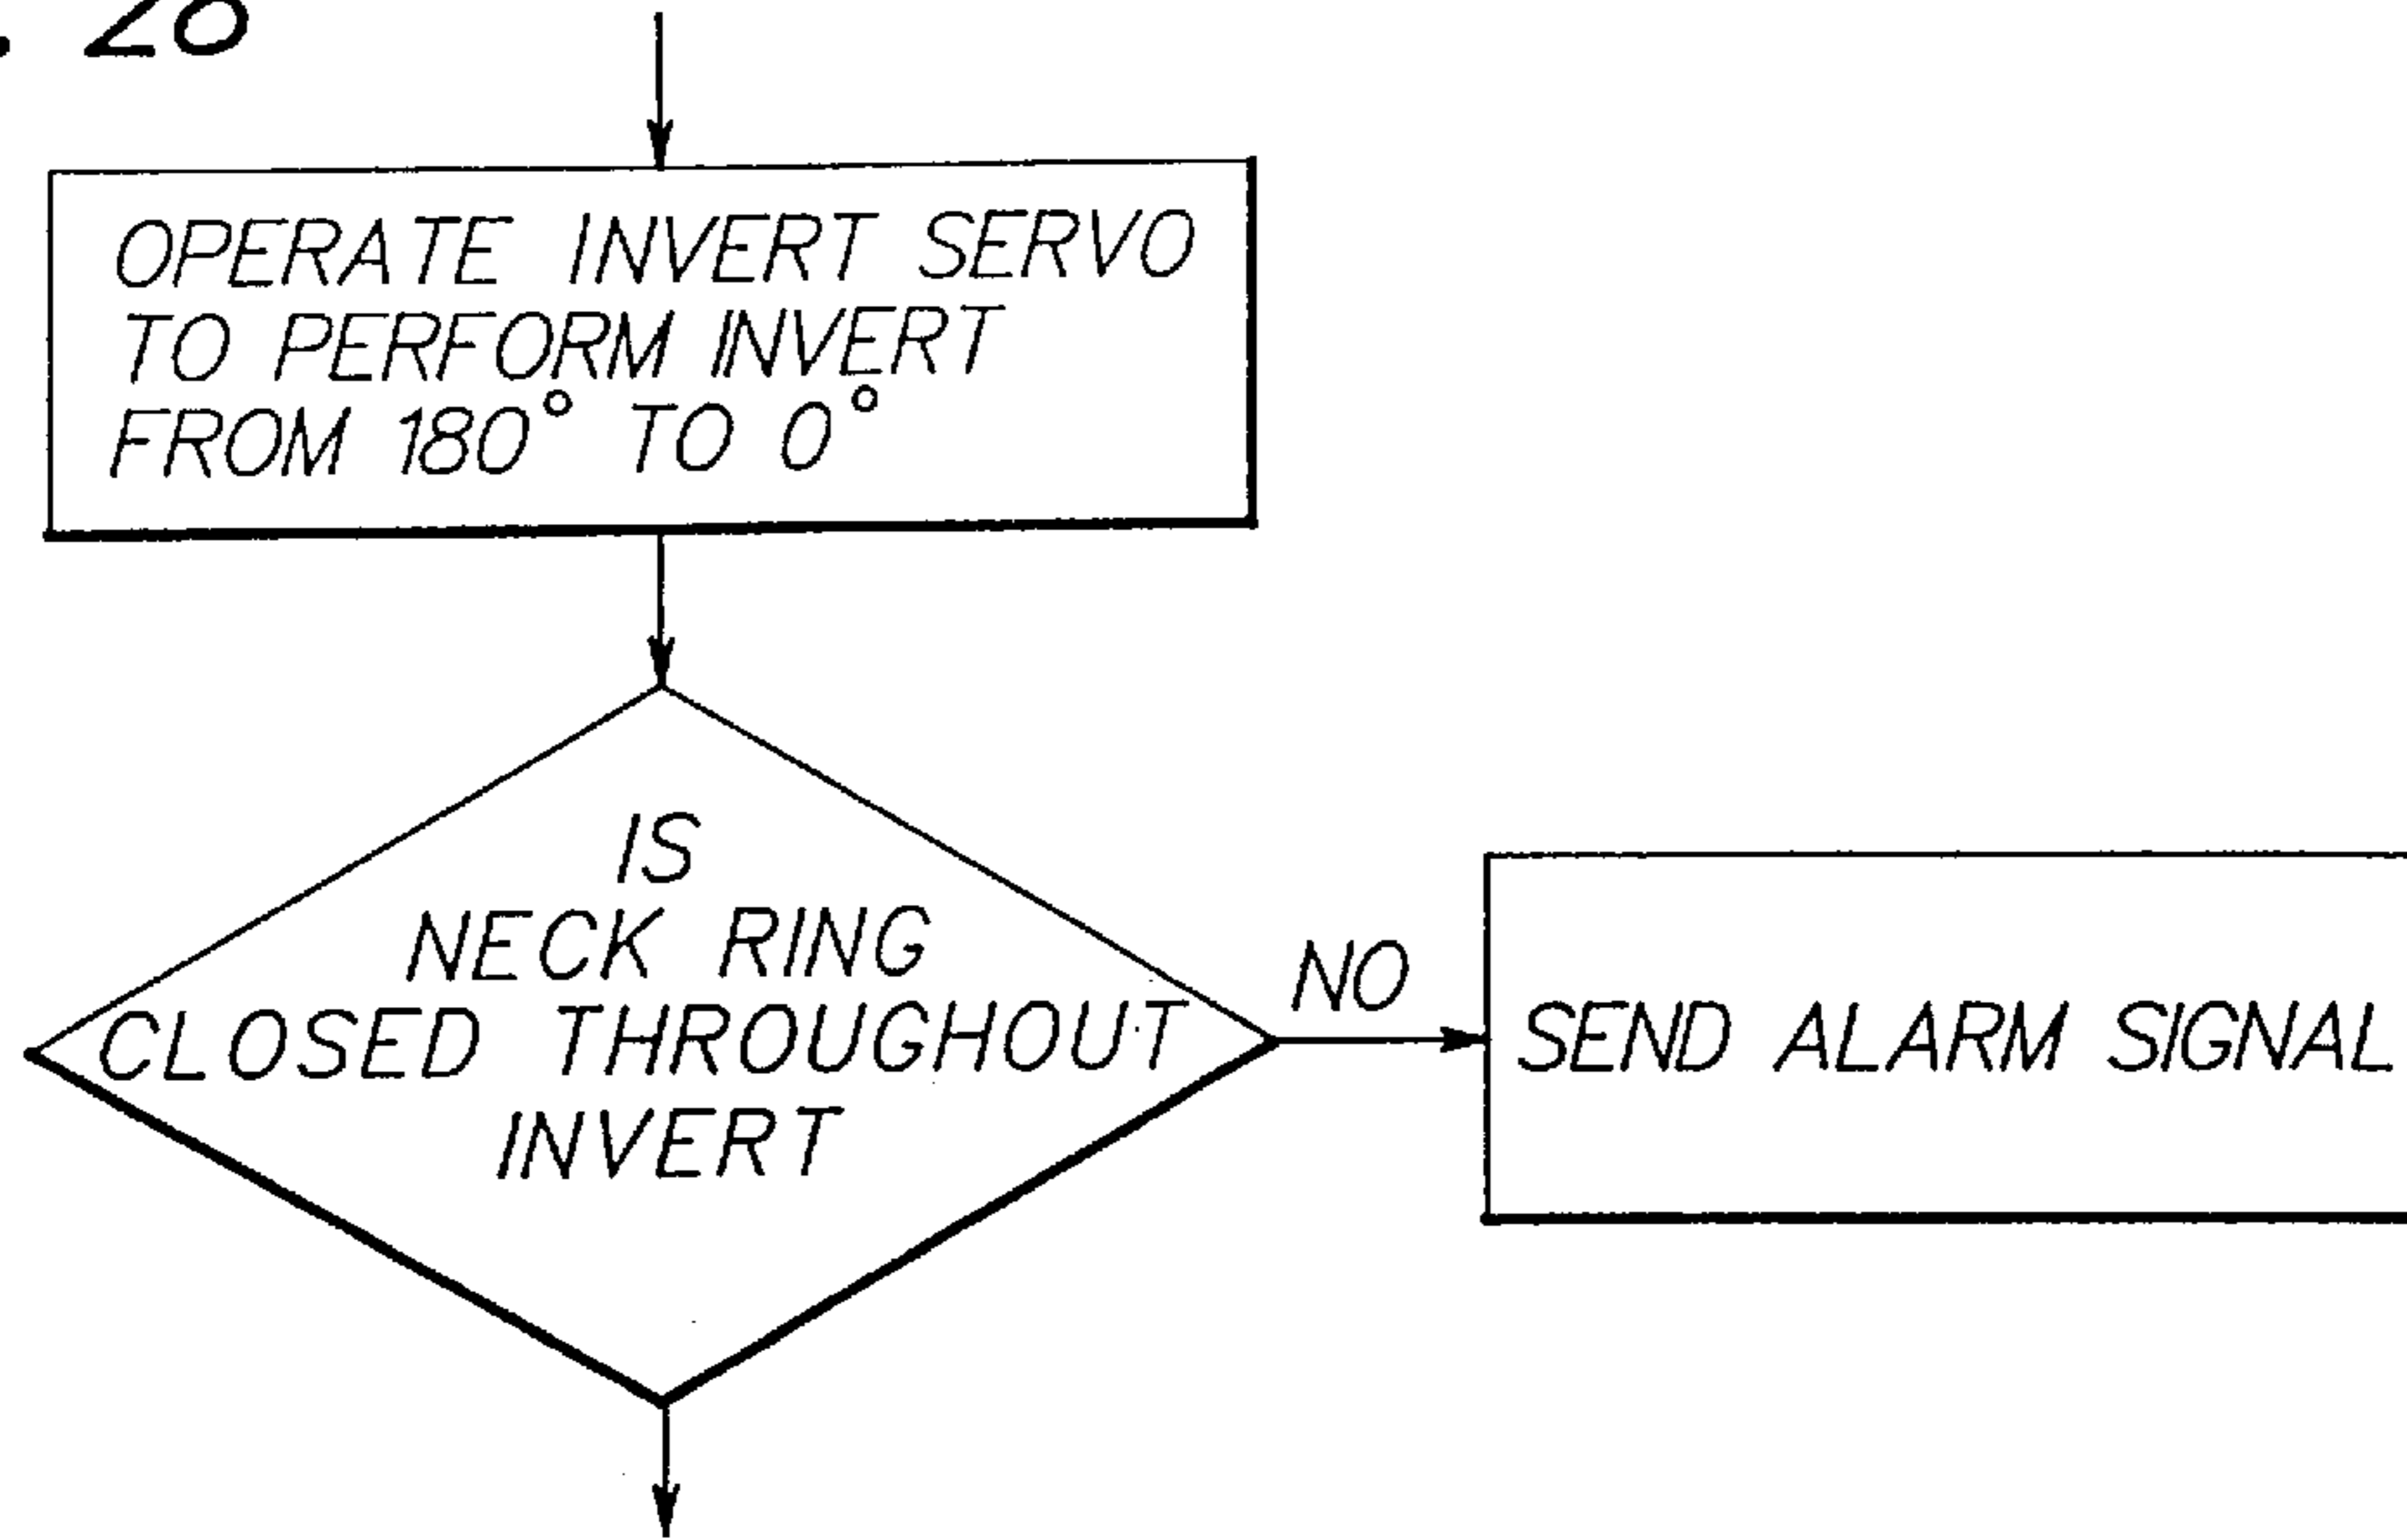 OPERATE INVERT SERVO
TO PERFORM INVERT
FROM 180° TO 0°
IS
NECK RING
CLOSED THROUGHOUT
INVERT
NO
SEND ALARM SIGNAL